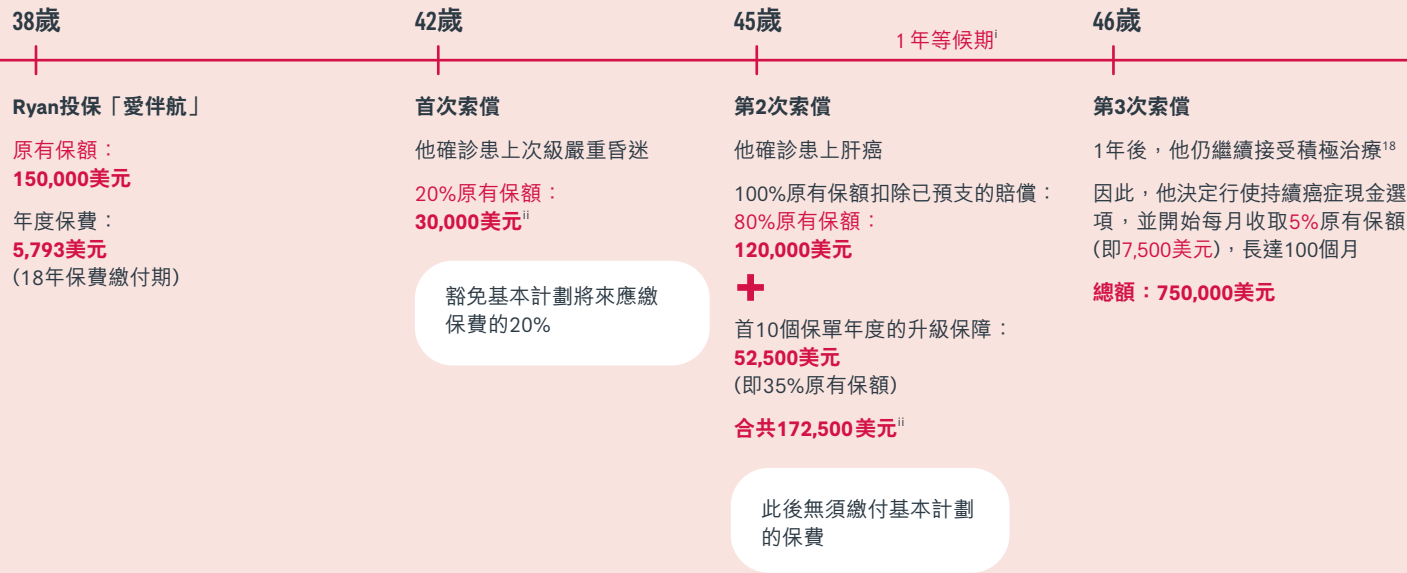 38歲
Ryan投保「愛伴航」
原有保額：
150,000美元
年度保費：
5,793美元
(18年保費繳付期)
42歲
首次索償
他確診患上次級嚴重昏迷
20%原有保額：
30,000美元ii
豁免基本計劃將來應繳
保費的20%
45歲
第2次索償
他確診患上肝癌
100%原有保額扣除已預支的賠償：
80%原有保額：
120,000美元
+
首10個保單年度的升級保障：
52,500美元
(即35%原有保額)
合共172,500美元ii
此後無須繳付基本計劃
的保費
1年等候期i
46歲
第3次索償
1年後，他仍繼續接受積極治療18
因此，他決定行使持續癌症現金選
項，並開始每月收取5%原有保額
(即7,500美元)，長達100個月
總額：750,000美元